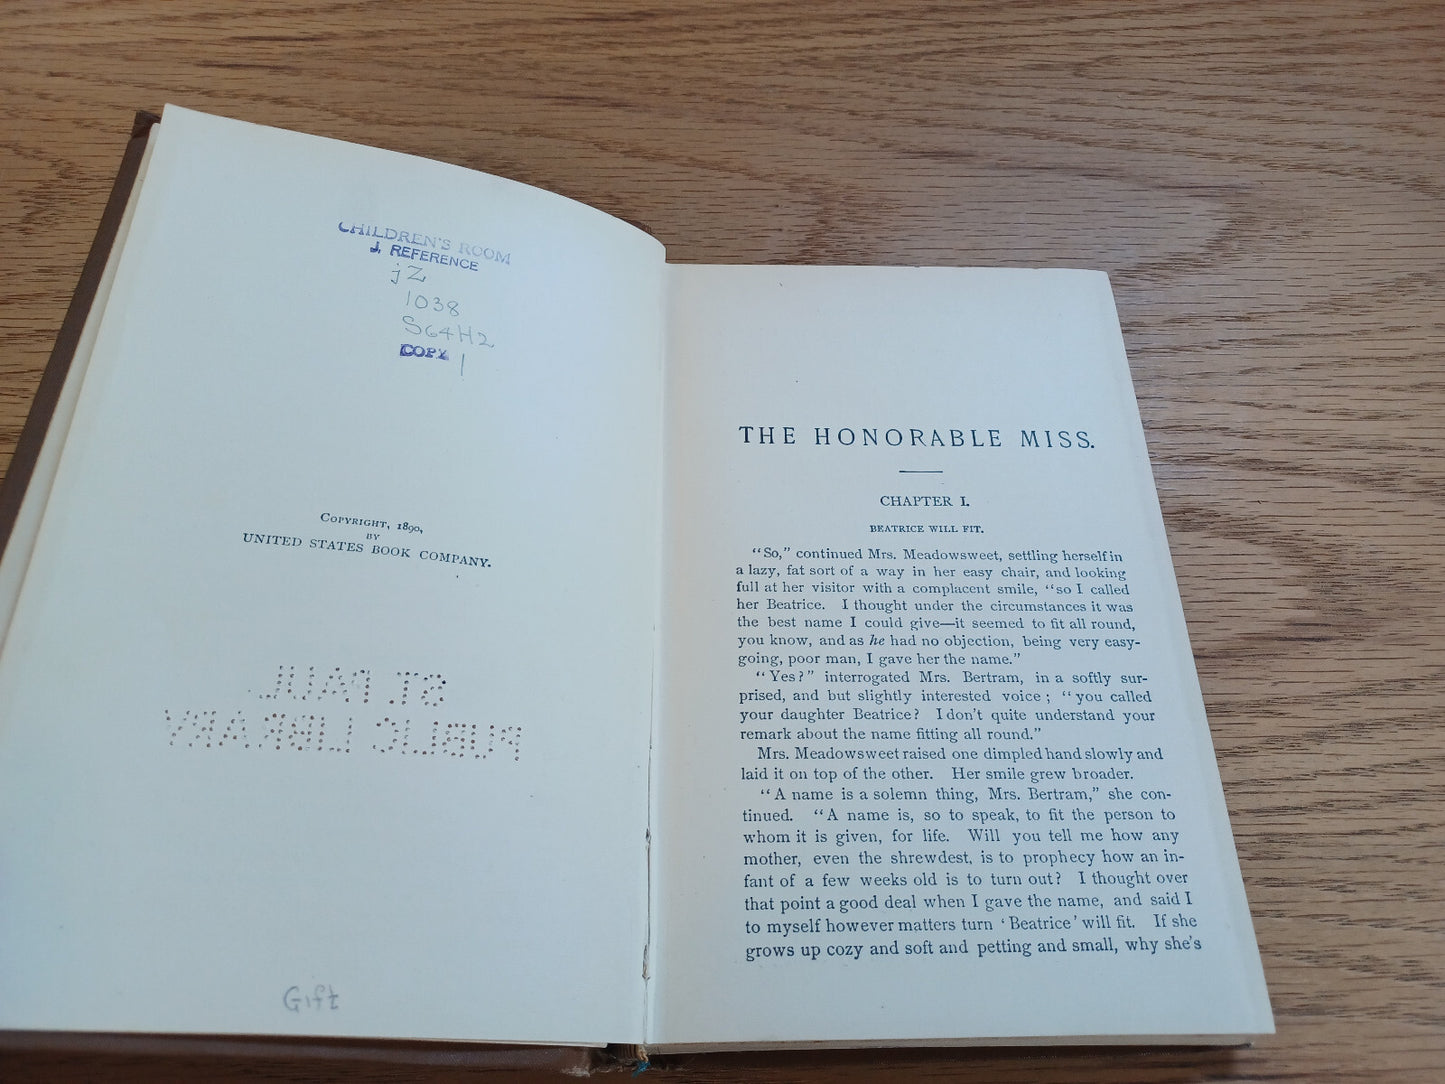 CHILDREN'S ROOM
J. REFERENCE
jZ
1038
S64H2
COPY 1
COPYRIGHT, 1890,
BY
UNITED STATES BOOK COMPANY.
ST. PAUL
PUBLIC LIBRARY
Gift
THE HONORABLE MISS.
CHAPTER I.
BEATRICE WILL FIT.
"So," continued Mrs. Meadowsweet, settling herself in
a lazy, fat sort of a way in her easy chair, and looking
full at her visitor with a complacent smile, "so I called
her Beatrice. I thought under the circumstances it was
the best name I could give—it seemed to fit all round,
you know, and as he had no objection, being very easy-
going, poor man, I gave her the name."
"Yes?" interrogated Mrs. Bertram, in a softly sur-
prised, and but slightly interested voice; "you called
your daughter Beatrice? I don't quite understand your
remark about the name fitting all round."
Mrs. Meadowsweet raised one dimpled hand slowly and
laid it on top of the other. Her smile grew broader.
"A name is a solemn thing, Mrs. Bertram," she con-
tinued. "A name is, so to speak, to fit the person to
whom it is given, for life. Will you tell me how any
mother, even the shrewdest, is to prophecy how an in-
fant of a few weeks old is to turn out? I thought over
that point a good deal when I gave the name, and said I
to myself however matters turn 'Beatrice' will fit. If she
grows up cozy and soft and petting and small, why she's